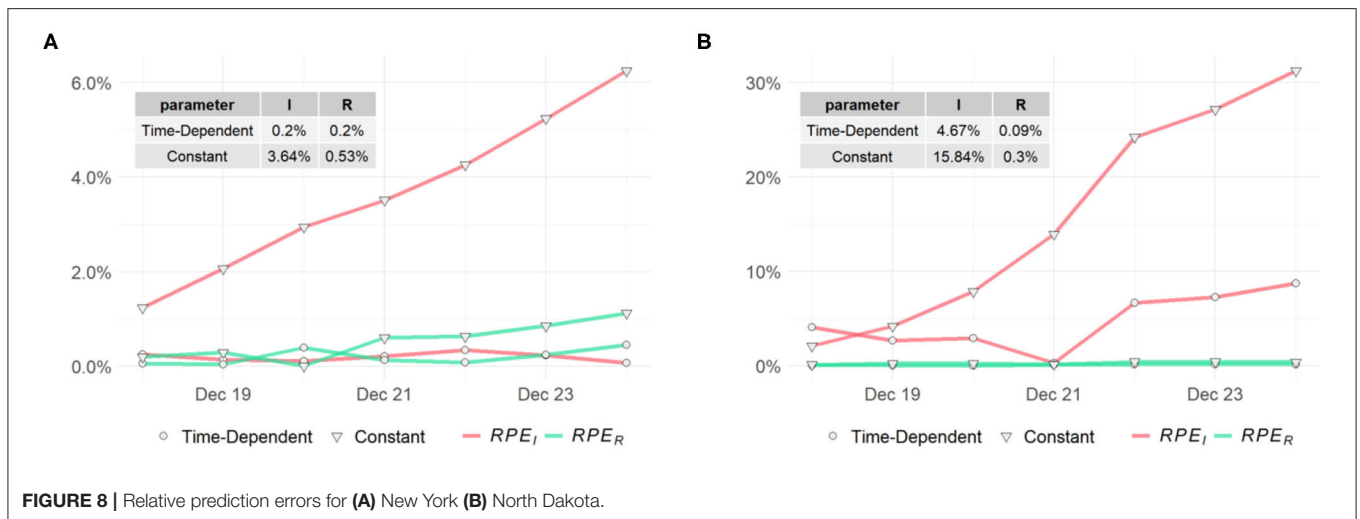 A
6.0%
4.0%
2.0%
0.0%
parameter I R
Time-Dependent 0.2% 0.2%
Constant 3.64% 0.53%
Dec 19 Dec 21 Dec 23
Time-Dependent Constant RPE_I RPE_R
B
30%
20%
10%
0%
parameter I R
Time-Dependent 4.67% 0.09%
Constant 15.84% 0.3%
Dec 19 Dec 21 Dec 23
Time-Dependent Constant RPE_I RPE_R
FIGURE 8 | Relative prediction errors for (A) New York (B) North Dakota.